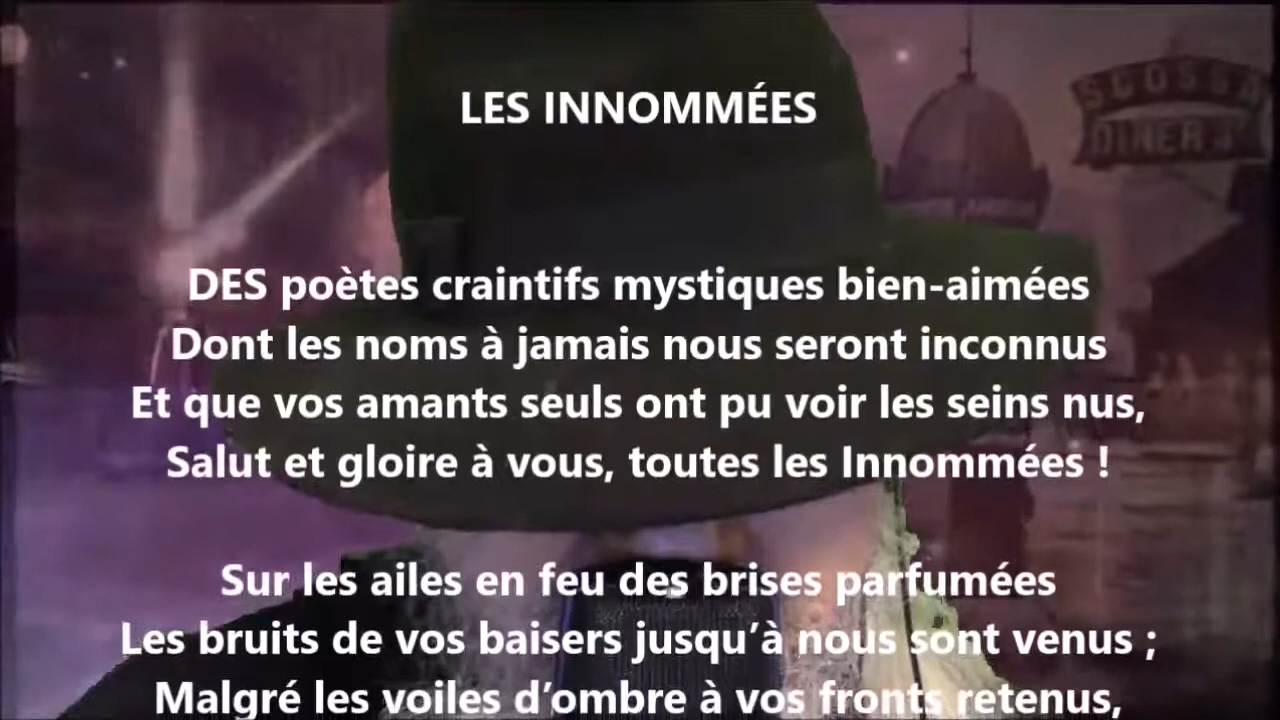 SCOSSA
DINER
LES INNOMMÉES
DES poètes craintifs mystiques bien-aimées
Dont les noms à jamais nous seront inconnus
Et que vos amants seuls ont pu voir les seins nus,
Salut et gloire à vous, toutes les Innommées !
Sur les ailes en feu des brises parfumées
Les bruits de vos baisers jusqu’à nous sont venus ;
Malgré les voiles d’ombre à vos fronts retenus,